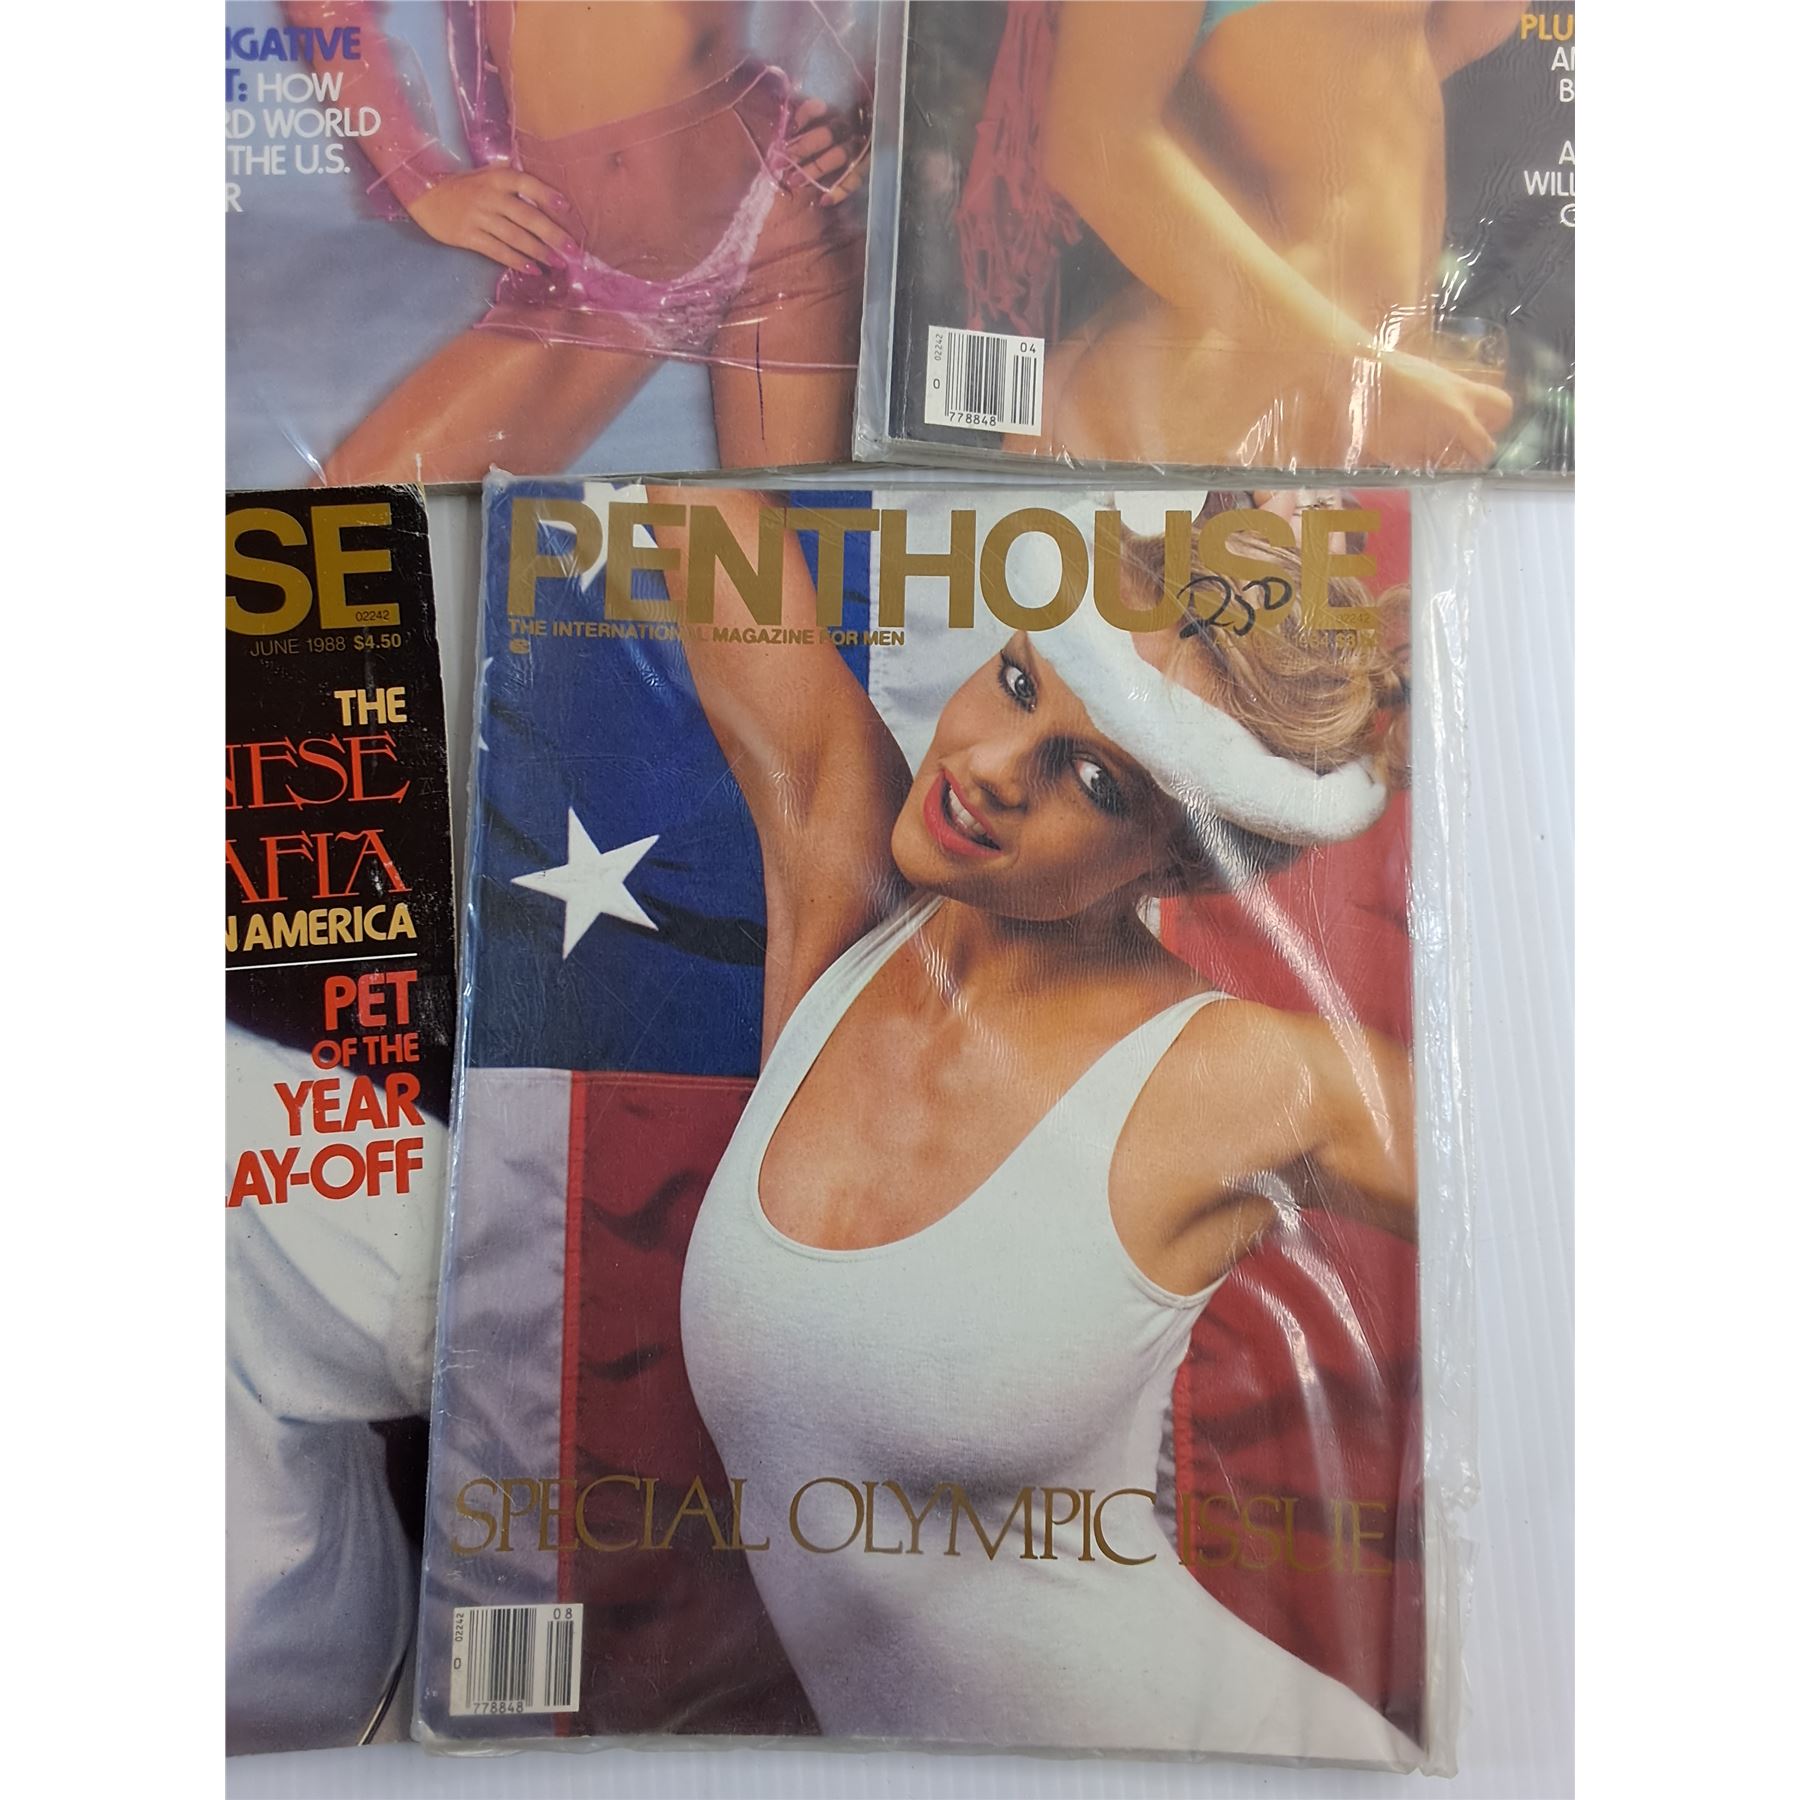 T: HOW
RD WORLD
THE U.S.
R
PLU
A
B
A
WILL
G
02242
04
0
778848
SE
02242
JUNE 1988 $4.50
THE
NESE
AFIA
N AMERICA
PET
OF THE
YEAR
AY-OFF
PENTHOUSE
THE INTERNATIONAL MAGAZINE FOR MEN
02242
250
SPECIAL OLYMPIC ISSUE
02242
08
0
778848